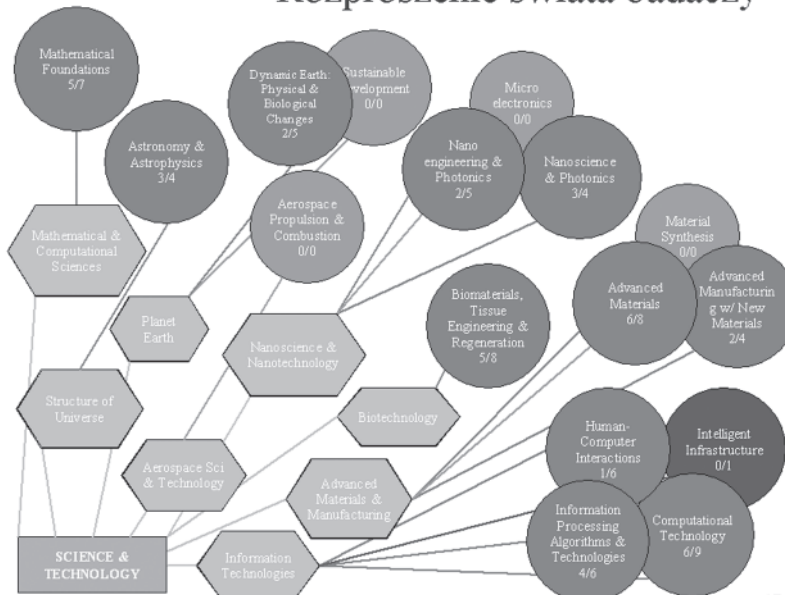 Rozproszenie świata badaczy
Mathematical
Foundations
5/7
Dynamic Earth:
Physical &
Biological
Changes
2/5
Sustainable
Development
0/0
Micro
electronics
0/0
Astronomy &
Astrophysics
3/4
Nano
engineering &
Photonics
2/5
Nanoscience
& Photonics
3/4
Aerospace
Propulsion &
Combustion
0/0
Material
Synthesis
0/0
Mathematical &
Computational
Sciences
Advanced
Materials
6/8
Advanced
Manufacturin
g w/ New
Materials
2/4
Biomaterials,
Tissue
Engineering &
Regeneration
5/8
Planet
Earth
Nanoscience &
Nanotechnology
Structure of
Universe
Biotechnology
Human-
Computer
Interactions
1/6
Intelligent
Infrastructure
0/1
Aerospace Sci
& Technology
Advanced
Materials &
Manufacturing
Information
Processing
Algorithms &
Technologies
4/6
Computational
Technology
6/9
SCIENCE &
TECHNOLOGY
Information
Technologies